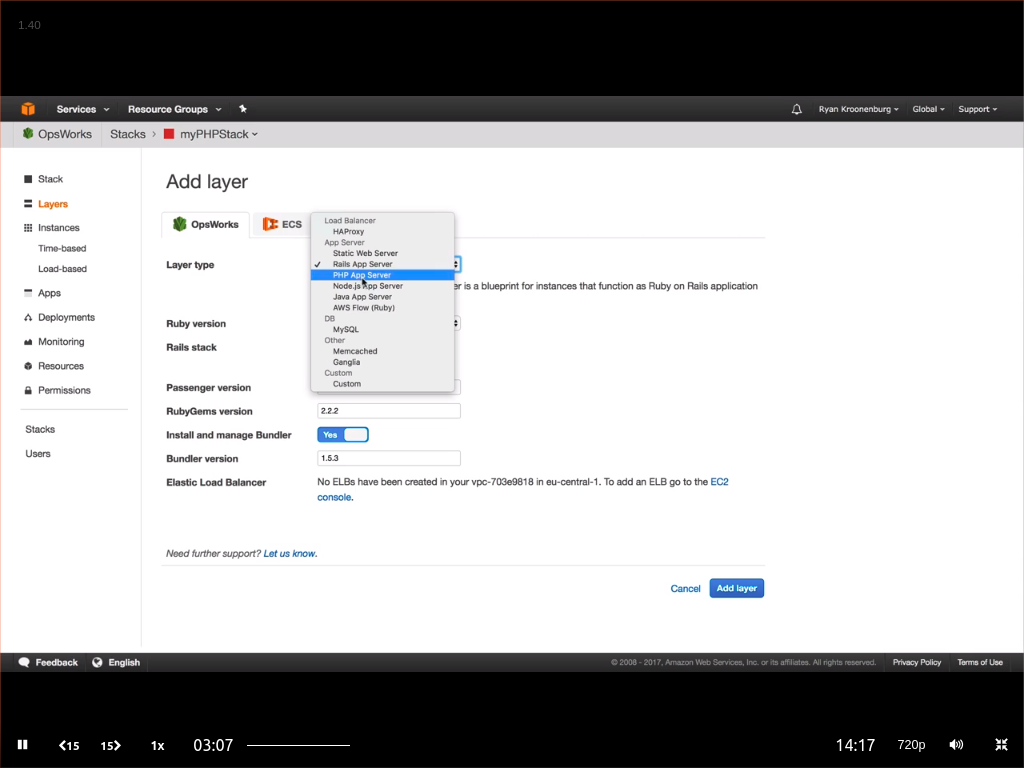 1.40
Services
Resource Groups
Ryan Kroonenburg
Global
Support
OpsWorks
Stacks
myPHPStack
Stack
Layers
Instances
Time-based
Load-based
Apps
Deployments
Monitoring
Resources
Permissions
Stacks
Users
Add layer
OpsWorks
ECS
Layer type
Load Balancer
HAProxy
App Server
Static Web Server
Rails App Server
PHP App Server
Node.js App Server
Java App Server
AWS Flow (Ruby)
DB
MySQL
Other
Memcached
Ganglia
Custom
Custom
er is a blueprint for instances that function as Ruby on Rails application
Ruby version
Rails stack
Passenger version
RubyGems version 2.2.2
Install and manage Bundler Yes
Bundler version 1.5.3
Elastic Load Balancer No ELBs have been created in your vpc-703e9818 in eu-central-1. To add an ELB go to the EC2
console.
Need further support? Let us know.
Cancel Add layer
Feedback English © 2008 - 2017, Amazon Web Services, Inc. or its affiliates. All rights reserved. Privacy Policy Terms of Use
15 15 1x 03:07 14:17 720p